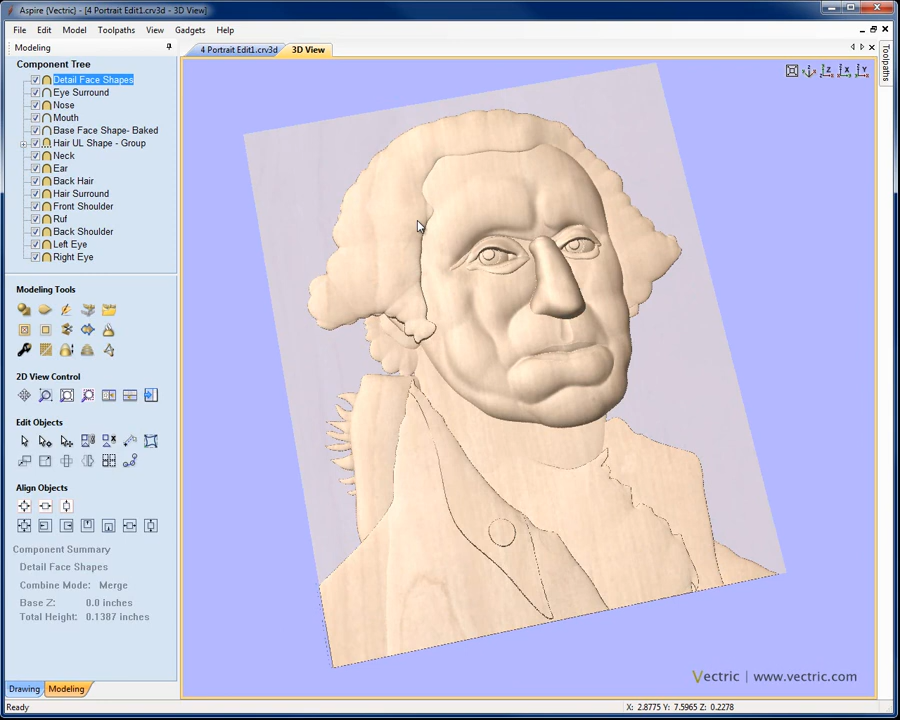 Aspire [Vectric] - [4 Portrait Edit1.crv3d - 3D View]
File Edit Model Toolpaths View Gadgets Help
Modeling
4 Portrait Edit1.crv3d 3D View
Toolpaths
Component Tree
Detail Face Shapes
Eye Surround
Nose
Mouth
Base Face Shape- Baked
Hair UL Shape - Group
Neck
Ear
Back Hair
Hair Surround
Front Shoulder
Ruf
Back Shoulder
Left Eye
Right Eye
Modeling Tools
2D View Control
Edit Objects
Align Objects
Component Summary
Detail Face Shapes
Combine Mode: Merge
Base Z: 0.0 inches
Total Height: 0.1387 inches
Vectric | www.vectric.com
Drawing Modeling
Ready X: 2.8775 Y: 7.5965 Z: 0.2278